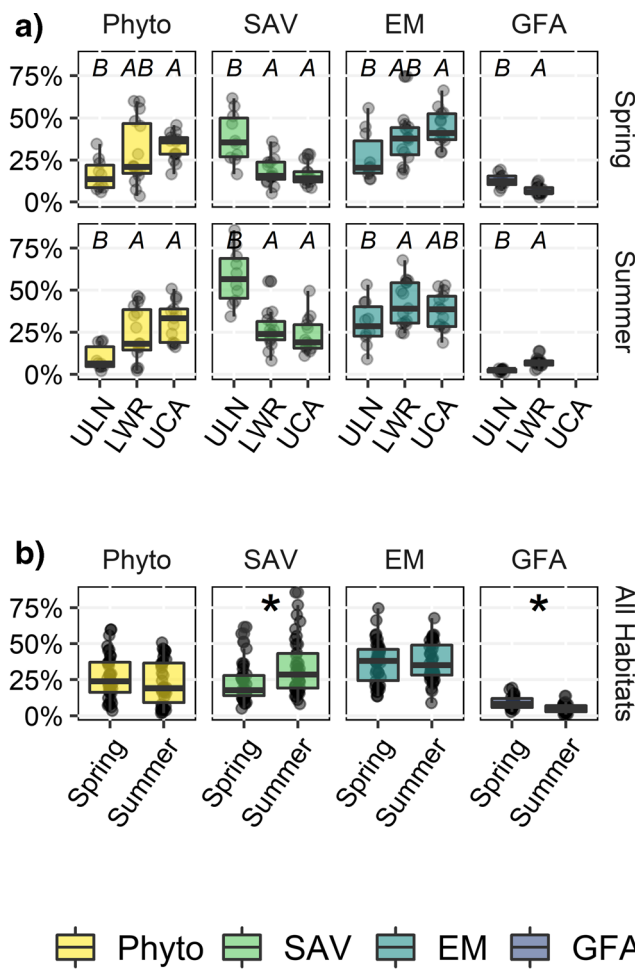 a)
Phyto SAV EM GFA
75% B AB A B A A B AB A B A
50%
25%
0%
Spring
B A A B A A B A AB B A
75%
50%
25%
0%
Summer
ULN LWR UCA ULN LWR UCA ULN LWR UCA ULN LWR UCA
b)
Phyto SAV EM GFA
* *
75%
50%
25%
0%
All Habitats
Spring Summer Spring Summer Spring Summer Spring Summer
Phyto SAV EM GFA